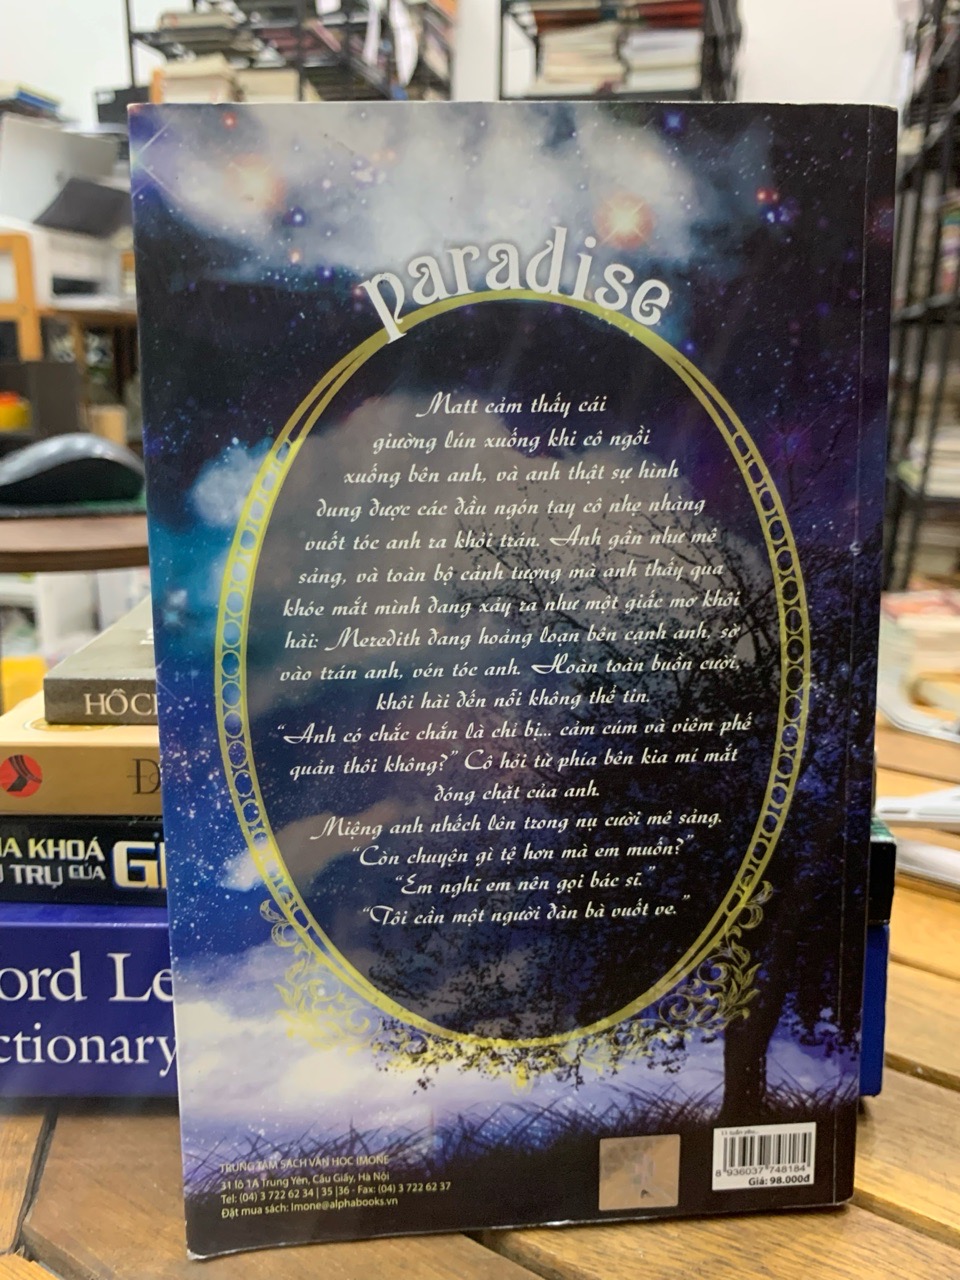 paradise
Matt cảm thấy cái
giường lún xuống khi cô ngồi
xuống bên anh, và anh thật sự hình
dung được các đầu ngón tay cô nhẹ nhàng
vuốt tóc anh ra khỏi trán. Anh gần như mê
sảng, và toàn bộ cảnh tượng mà anh thấy qua
khóe mắt mình đang xảy ra như một giấc mơ khôi
hài: Meredith đang hoảng loạn bên cạnh anh, sờ
vào trán anh, vén tóc anh. Hoàn toàn buồn cười,
khôi hài đến nỗi không thể tin.
“Anh có chắc chắn là chỉ bị... cảm cúm và viêm phế
quản thôi không?” Cô hỏi từ phía bên kia mí mắt
đóng chặt của anh.
Miệng anh nhếch lên trong nụ cười mê sảng.
“Còn chuyện gì tệ hơn mà em muốn?”
“Em nghĩ em nên gọi bác sĩ.”
“Tôi cần một người đàn bà vuốt ve.”
TRUNG TÂM SÁCH VĂN HỌC IMONE
31 lô 1A Trung Yên, Cầu Giấy, Hà Nội
Tel: (04) 3 722 62 34 | 35 |36 - Fax: (04) 3 722 62 37
Đặt mua sách: Imone@alphabooks.vn
8 936037 748184
Giá: 98.000đ
HỒ
KHOÁ
TRỤ CỦA
ord Le
ctionary